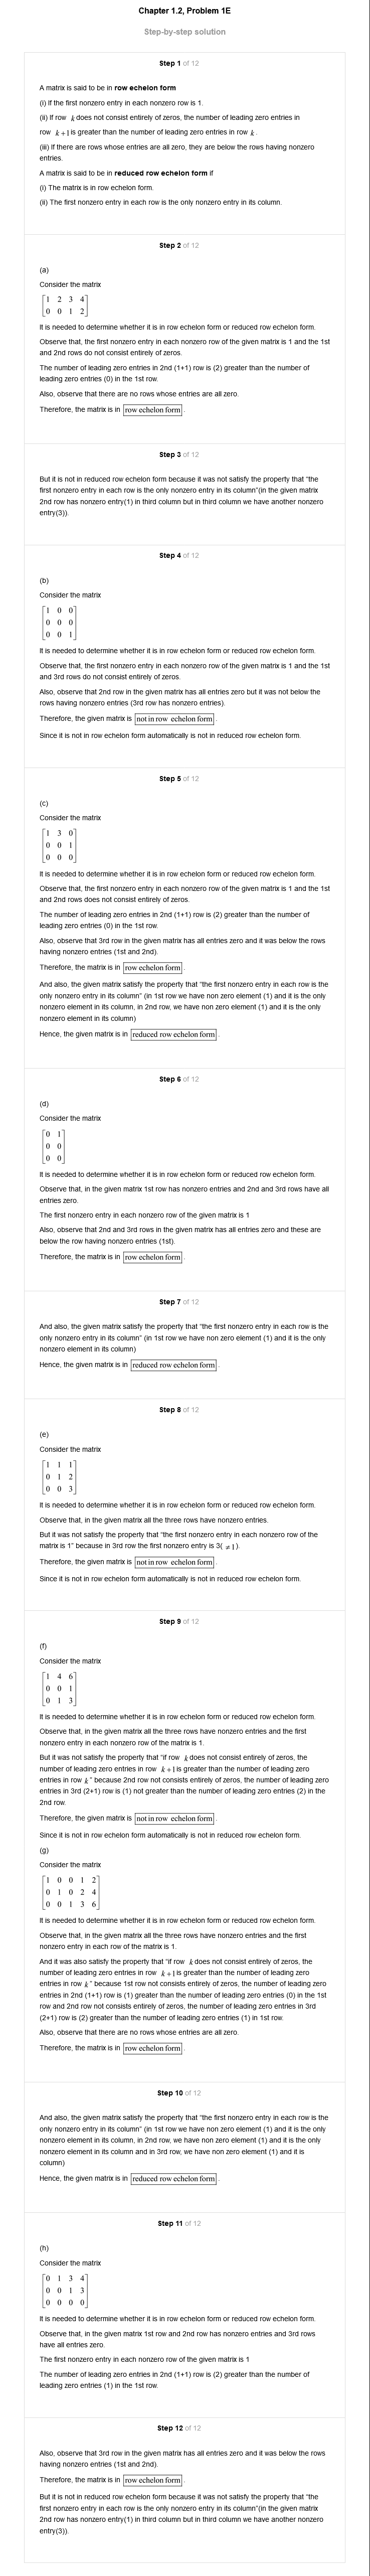 Chapter 1.2, Problem 1E
Step-by-step solution
Step 1 of 12
A matrix is said to be in row echelon form
(i) If the first nonzero entry in each nonzero row is 1.
(ii) If row k does not consist entirely of zeros, the number of leading zero entries in
row k+1 is greater than the number of leading zero entries in row k.
(iii) If there are rows whose entries are all zero, they are below the rows having nonzero
entries.
A matrix is said to be in reduced row echelon form if
(i) The matrix is in row echelon form.
(ii) The first nonzero entry in each row is the only nonzero entry in its column.
Step 2 of 12
(a)
Consider the matrix
1 2 3 4
0 0 1 2
It is needed to determine whether it is in row echelon form or reduced row echelon form.
Observe that, the first nonzero entry in each nonzero row of the given matrix is 1 and the 1st
and 2nd rows do not consist entirely of zeros.
The number of leading zero entries in 2nd (1+1) row is (2) greater than the number of
leading zero entries (0) in the 1st row.
Also, observe that there are no rows whose entries are all zero.
Therefore, the matrix is in row echelon form.
Step 3 of 12
But it is not in reduced row echelon form because it was not satisfy the property that “the
first nonzero entry in each row is the only nonzero entry in its column”(in the given matrix
2nd row has nonzero entry(1) in third column but in third column we have another nonzero
entry(3)).
Step 4 of 12
(b)
Consider the matrix
1 0 0
0 0 0
0 0 1
It is needed to determine whether it is in row echelon form or reduced row echelon form.
Observe that, the first nonzero entry in each nonzero row of the given matrix is 1 and the 1st
and 3rd rows do not consist entirely of zeros.
Also, observe that 2nd row in the given matrix has all entries zero but it was not below the
rows having nonzero entries (3rd row has nonzero entries).
Therefore, the given matrix is not in row echelon form.
Since it is not in row echelon form automatically is not in reduced row echelon form.
Step 5 of 12
(c)
Consider the matrix
1 3 0
0 0 1
0 0 0
It is needed to determine whether it is in row echelon form or reduced row echelon form.
Observe that, the first nonzero entry in each nonzero row of the given matrix is 1 and the 1st
and 2nd rows does not consist entirely of zeros.
The number of leading zero entries in 2nd (1+1) row is (2) greater than the number of
leading zero entries (0) in the 1st row.
Also, observe that 3rd row in the given matrix has all entries zero and it was below the rows
having nonzero entries (1st and 2nd).
Therefore, the matrix is in row echelon form.
And also, the given matrix satisfy the property that “the first nonzero entry in each row is the
only nonzero entry in its column” (in 1st row we have non zero element (1) and it is the only
nonzero element in its column, in 2nd row, we have non zero element (1) and it is the only
nonzero element in its column)
Hence, the given matrix is in reduced row echelon form.
Step 6 of 12
(d)
Consider the matrix
0 1
0 0
0 0
It is needed to determine whether it is in row echelon form or reduced row echelon form.
Observe that, in the given matrix 1st row has nonzero entries and 2nd and 3rd rows have all
entries zero.
The first nonzero entry in each nonzero row of the given matrix is 1
Also, observe that 2nd and 3rd rows in the given matrix has all entries zero and these are
below the row having nonzero entries (1st).
Therefore, the matrix is in row echelon form.
Step 7 of 12
And also, the given matrix satisfy the property that “the first nonzero entry in each row is the
only nonzero entry in its column” (in 1st row we have non zero element (1) and it is the only
nonzero element in its column)
Hence, the given matrix is in reduced row echelon form.
Step 8 of 12
(e)
Consider the matrix
1 1 1
0 1 2
0 0 3
It is needed to determine whether it is in row echelon form or reduced row echelon form.
Observe that, in the given matrix all the three rows have nonzero entries.
But it was not satisfy the property that “the first nonzero entry in each nonzero row of the
matrix is 1” because in 3rd row the first nonzero entry is 3( ≠1).
Therefore, the given matrix is not in row echelon form.
Since it is not in row echelon form automatically is not in reduced row echelon form.
Step 9 of 12
(f)
Consider the matrix
1 4 6
0 0 1
0 1 3
It is needed to determine whether it is in row echelon form or reduced row echelon form.
Observe that, in the given matrix all the three rows have nonzero entries and the first
nonzero entry in each nonzero row of the matrix is 1.
But it was not satisfy the property that “if row k does not consist entirely of zeros, the
number of leading zero entries in row k+1 is greater than the number of leading zero
entries in row k” because 2nd row not consists entirely of zeros, the number of leading zero
entries in 3rd (2+1) row is (1) not greater than the number of leading zero entries (2) in the
2nd row.
Therefore, the given matrix is not in row echelon form.
Since it is not in row echelon form automatically is not in reduced row echelon form.
(g)
Consider the matrix
1 0 0 1 2
0 1 0 2 4
0 0 1 3 6
It is needed to determine whether it is in row echelon form or reduced row echelon form.
Observe that, in the given matrix all the three rows have nonzero entries and the first
nonzero entry in each row of the matrix is 1.
And it was also satisfy the property that “if row k does not consist entirely of zeros, the
number of leading zero entries in row k+1 is greater than the number of leading zero
entries in row k” because 1st row not consists entirely of zeros, the number of leading zero
entries in 2nd (1+1) row is (1) greater than the number of leading zero entries (0) in the 1st
row and 2nd row not consists entirely of zeros, the number of leading zero entries in 3rd
(2+1) row is (2) greater than the number of leading zero entries (1) in 1st row.
Also, observe that there are no rows whose entries are all zero.
Therefore, the matrix is in row echelon form.
Step 10 of 12
And also, the given matrix satisfy the property that “the first nonzero entry in each row is the
only nonzero entry in its column” (in 1st row we have non zero element (1) and it is the only
nonzero element in its column, in 2nd row, we have non zero element (1) and it is the only
nonzero element in its column and in 3rd row, we have non zero element (1) and it is
column)
Hence, the given matrix is in reduced row echelon form.
Step 11 of 12
(h)
Consider the matrix
0 1 3 4
0 0 1 3
0 0 0 0
It is needed to determine whether it is in row echelon form or reduced row echelon form.
Observe that, in the given matrix 1st row and 2nd row has nonzero entries and 3rd rows
have all entries zero.
The first nonzero entry in each nonzero row of the given matrix is 1
The number of leading zero entries in 2nd (1+1) row is (2) greater than the number of
leading zero entries (1) in the 1st row.
Step 12 of 12
Also, observe that 3rd row in the given matrix has all entries zero and it was below the rows
having nonzero entries (1st and 2nd).
Therefore, the matrix is in row echelon form.
But it is not in reduced row echelon form because it was not satisfy the property that “the
first nonzero entry in each row is the only nonzero entry in its column”(in the given matrix
2nd row has nonzero entry(1) in third column but in third column we have another nonzero
entry(3)).